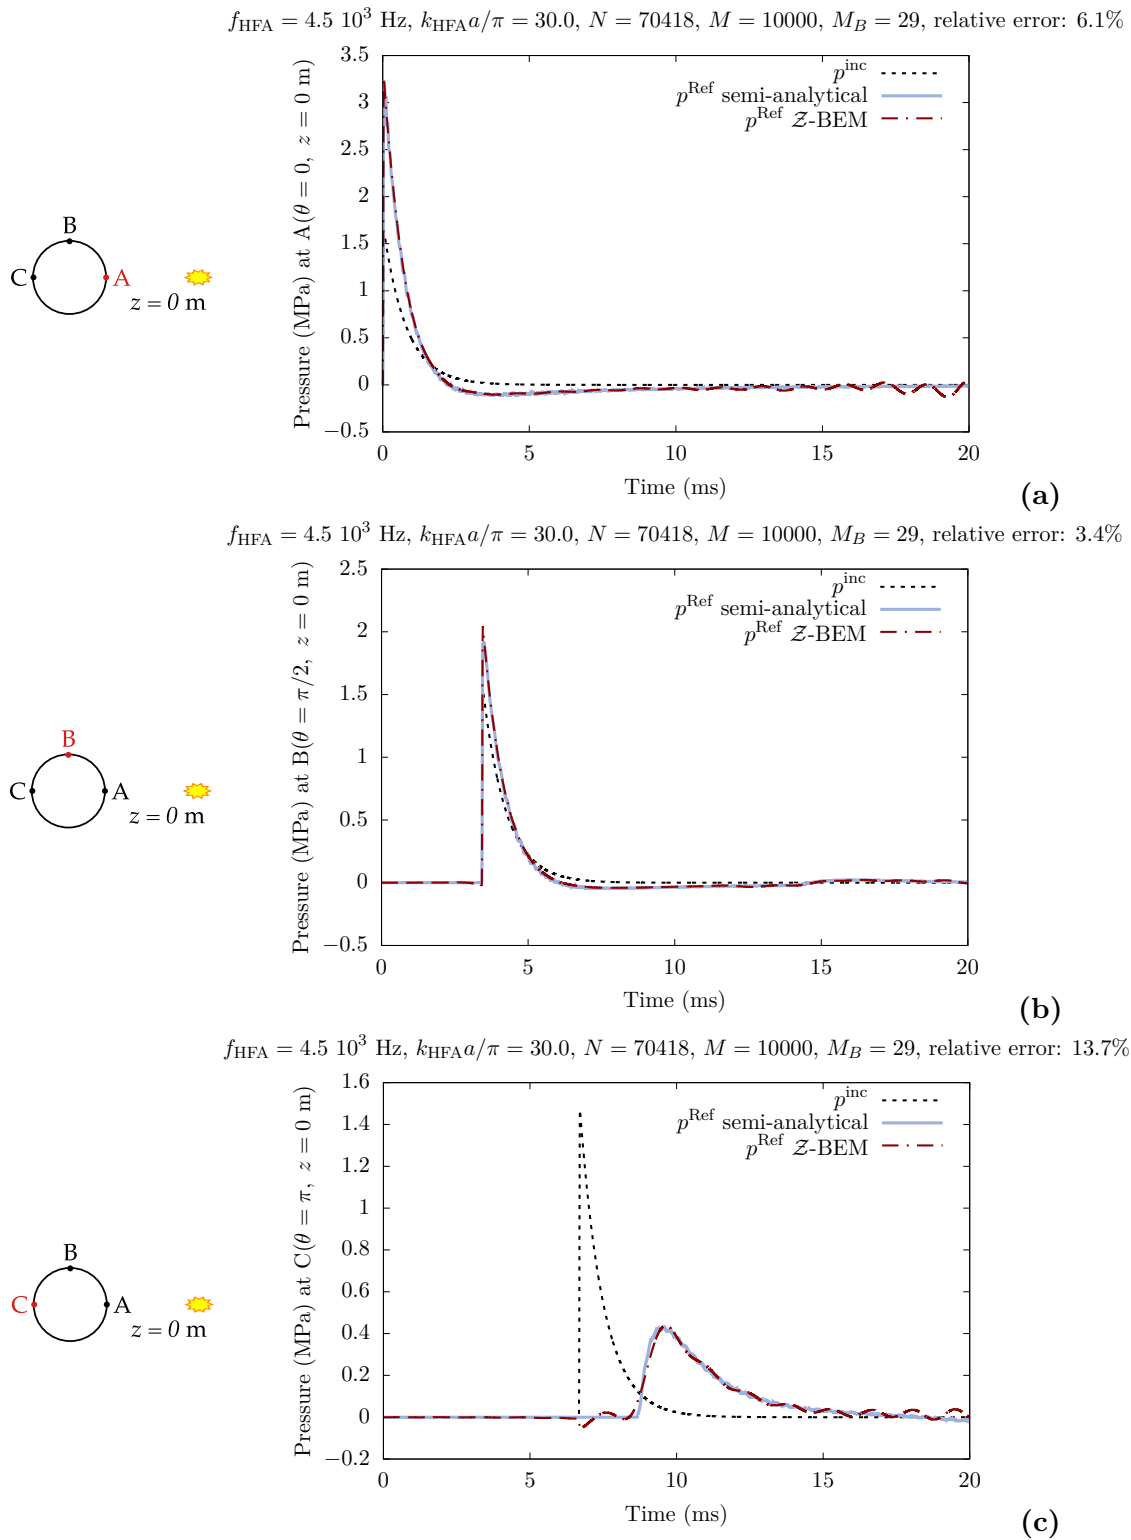 f_HFA = 4.5 10^3 Hz, k_HFA a/π = 30.0, N = 70418, M = 10000, M_B = 29, relative error: 6.1%
3.5
3
2.5
2
1.5
1
0.5
0
−0.5
0 5 10 15 20
Pressure (MPa) at A(θ = 0, z = 0 m)
Time (ms)
p^inc
p^Ref semi-analytical
p^Ref 𝒵-BEM
B
C A
z = 0 m
(a)
f_HFA = 4.5 10^3 Hz, k_HFA a/π = 30.0, N = 70418, M = 10000, M_B = 29, relative error: 3.4%
2.5
2
1.5
1
0.5
0
−0.5
0 5 10 15 20
Pressure (MPa) at B(θ = π/2, z = 0 m)
Time (ms)
p^inc
p^Ref semi-analytical
p^Ref 𝒵-BEM
B
C A
z = 0 m
(b)
f_HFA = 4.5 10^3 Hz, k_HFA a/π = 30.0, N = 70418, M = 10000, M_B = 29, relative error: 13.7%
1.6
1.4
1.2
1
0.8
0.6
0.4
0.2
0
−0.2
0 5 10 15 20
Pressure (MPa) at C(θ = π, z = 0 m)
Time (ms)
p^inc
p^Ref semi-analytical
p^Ref 𝒵-BEM
B
C A
z = 0 m
(c)